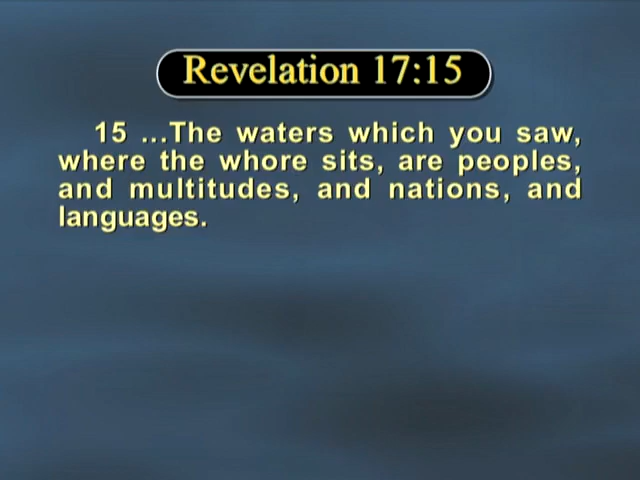 Revelation 17:15
15 ...The waters which you saw,
where the whore sits, are peoples,
and multitudes, and nations, and
languages.